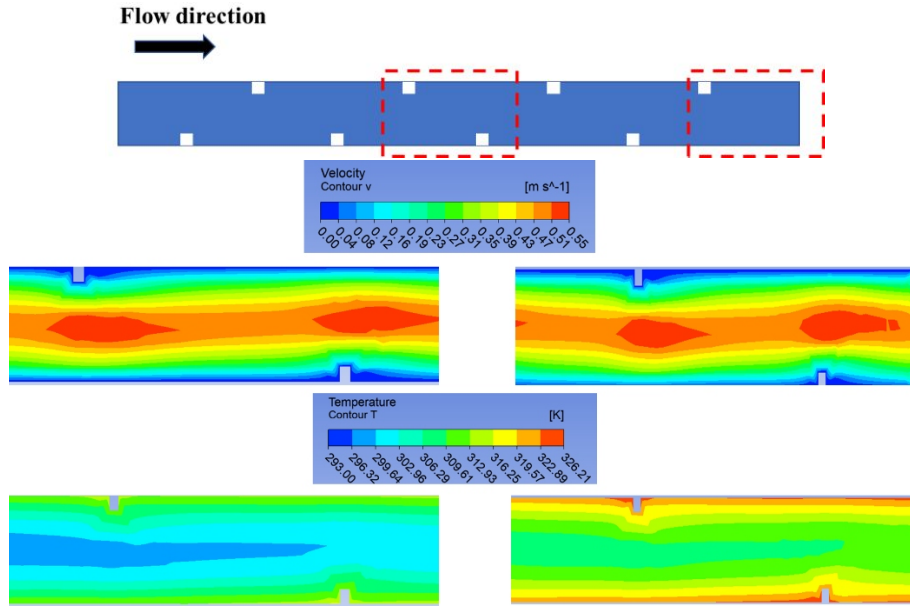 Flow direction
Velocity
Contour v
[m s^-1]
0.00 0.04 0.08 0.12 0.16 0.19 0.23 0.27 0.31 0.35 0.39 0.43 0.47 0.51 0.55
Temperature
Contour T
[K]
293.00 296.32 299.64 302.96 306.29 309.61 312.93 316.25 319.57 322.89 326.21